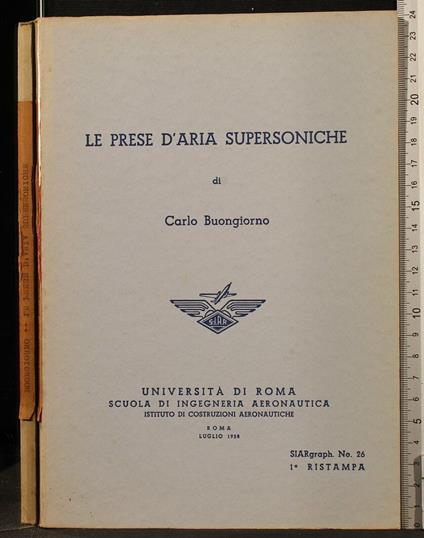 LE PRESE D'ARIA SUPERSONICHE
di
Carlo Buongiorno
S.I.A.R.
UNIVERSITÀ DI ROMA
SCUOLA DI INGEGNERIA AERONAUTICA
ISTITUTO DI COSTRUZIONI AERONAUTICHE
ROMA
LUGLIO 1958
SIARgraph. No. 26
1ª RISTAMPA